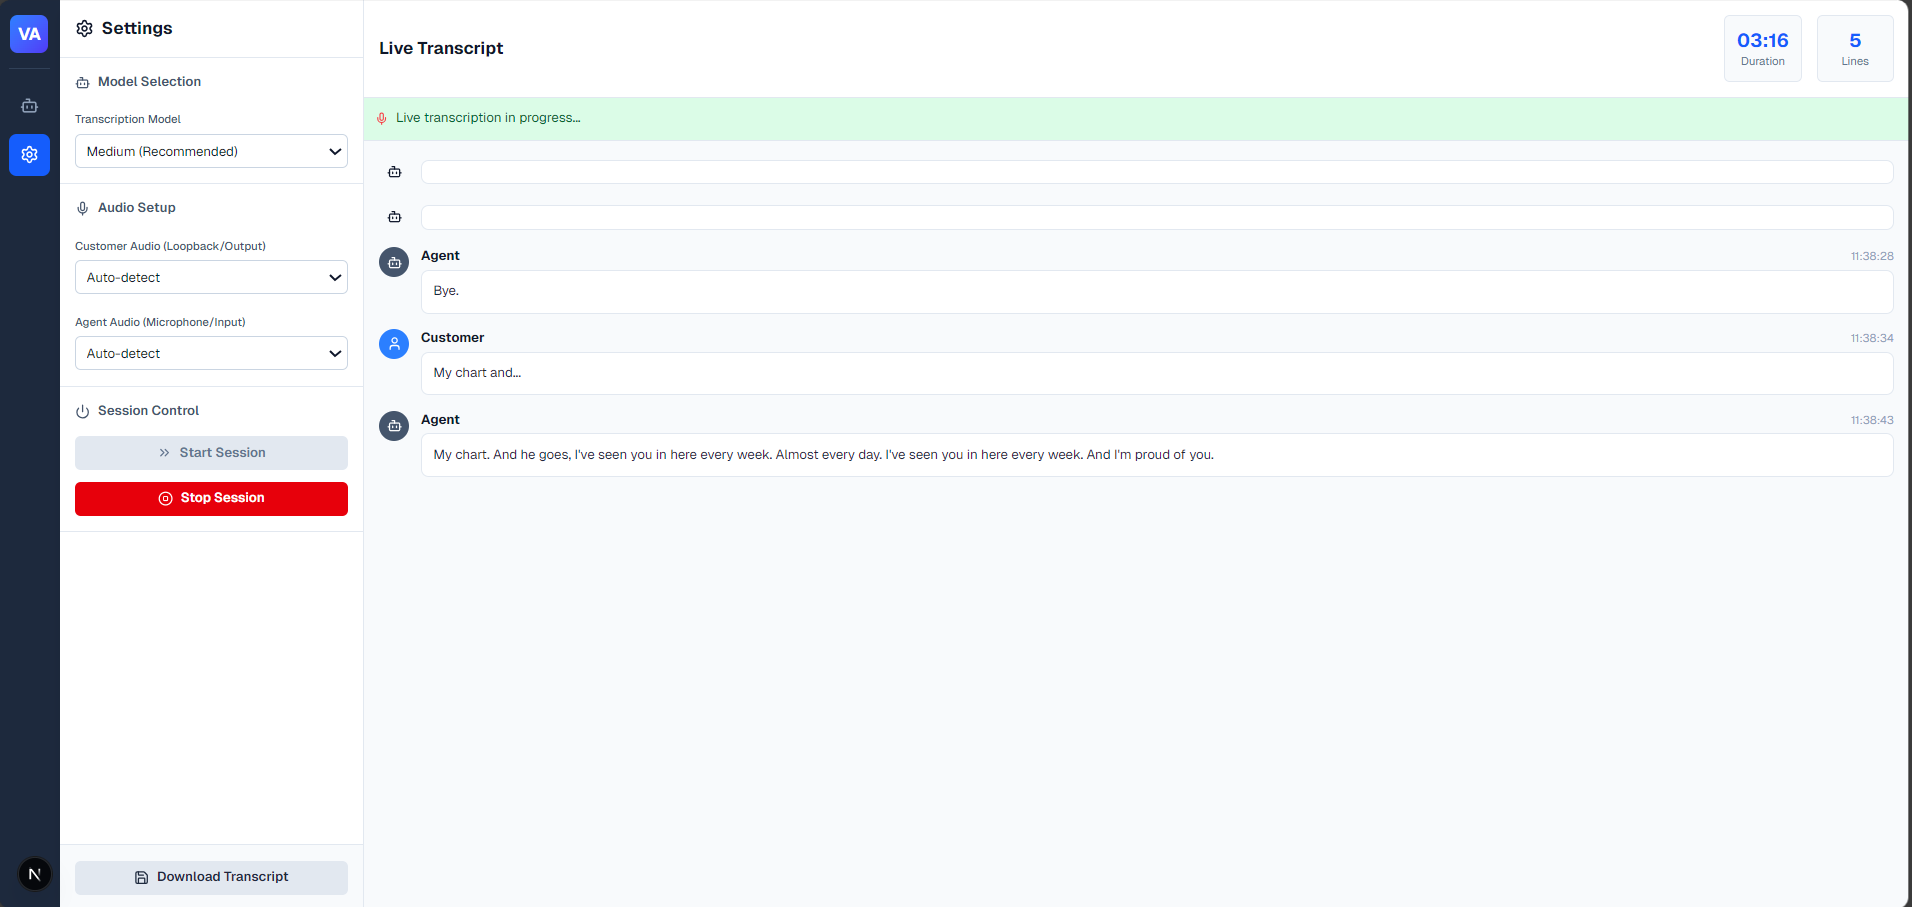 VA
Settings
Model Selection
Transcription Model
Medium (Recommended)
Audio Setup
Customer Audio (Loopback/Output)
Auto-detect
Agent Audio (Microphone/Input)
Auto-detect
Session Control
Start Session
Stop Session
Download Transcript
N
Live Transcript
03:16
Duration
5
Lines
Live transcription in progress...
Agent
11:38:28
Bye.
Customer
11:38:34
My chart and...
Agent
11:38:43
My chart. And he goes, I've seen you in here every week. Almost every day. I've seen you in here every week. And I'm proud of you.